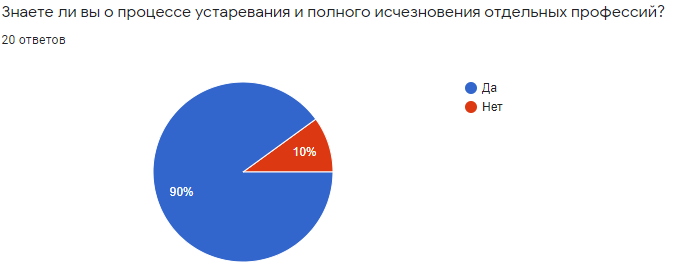 Знаете ли вы о процессе устаревания и полного исчезновения отдельных профессий?
20 ответов
Да
Нет
10%
90%